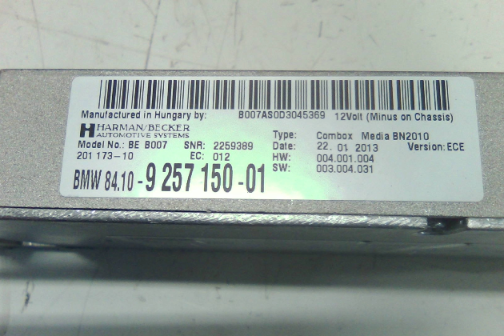 Manufactured in Hungary by: B007AS0D3045369 12Volt (Minus on Chassis)
HARMAN/BECKER
AUTOMOTIVE SYSTEMS
Type: Combox Media BN2010
Model No.: BE B007 SNR: 2259389 Date: 22. 01 2013 Version: ECE
201 173-10 EC: 012 HW: 004.001.004
SW: 003.004.031
BMW 84.10 - 9 257 150 - 01